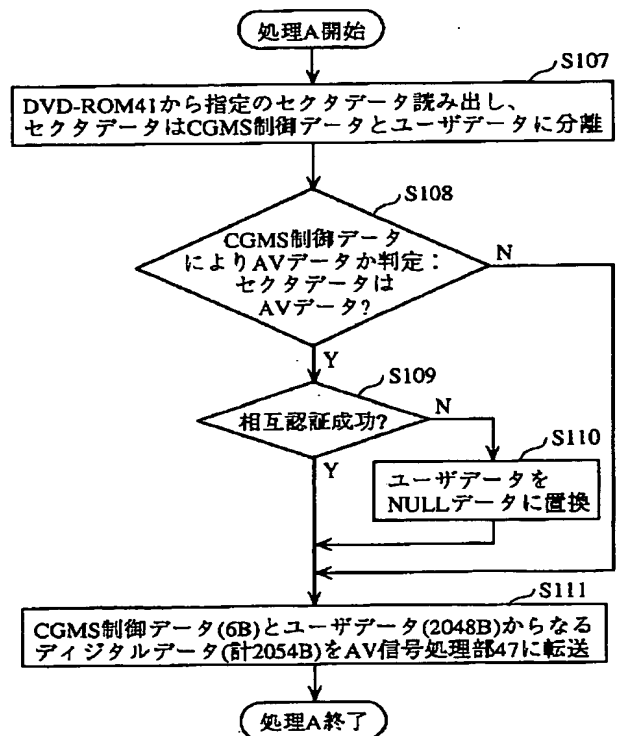 処理A開始
S107
DVD-ROM41から指定のセクタデータ読み出し、
セクタデータはCGMS制御データとユーザデータに分離
S108
CGMS制御データ
によりAVデータか判定：
セクタデータは
AVデータ?
N
Y
S109
相互認証成功?
N
Y
S110
ユーザデータを
NULLデータに置換
S111
CGMS制御データ(6B)とユーザデータ(2048B)からなる
ディジタルデータ(計2054B)をAV信号処理部47に転送
処理A終了